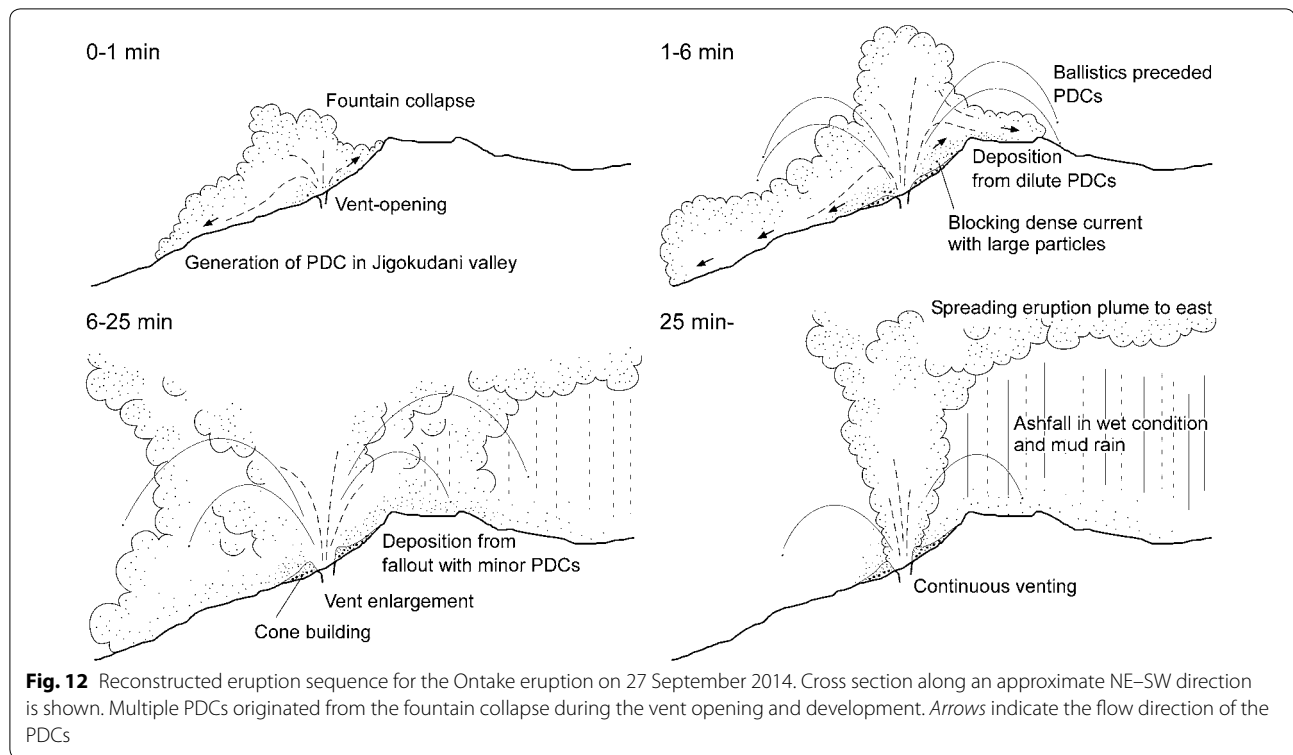 0-1 min
Fountain collapse
Vent-opening
Generation of PDC in Jigokudani valley
1-6 min
Ballistics preceded
PDCs
Deposition
from dilute PDCs
Blocking dense current
with large particles
6-25 min
Deposition from
fallout with minor PDCs
Vent enlargement
Cone building
25 min-
Spreading eruption plume to east
Ashfall in wet condition
and mud rain
Continuous venting
Fig. 12 Reconstructed eruption sequence for the Ontake eruption on 27 September 2014. Cross section along an approximate NE–SW direction
is shown. Multiple PDCs originated from the fountain collapse during the vent opening and development. Arrows indicate the flow direction of the
PDCs